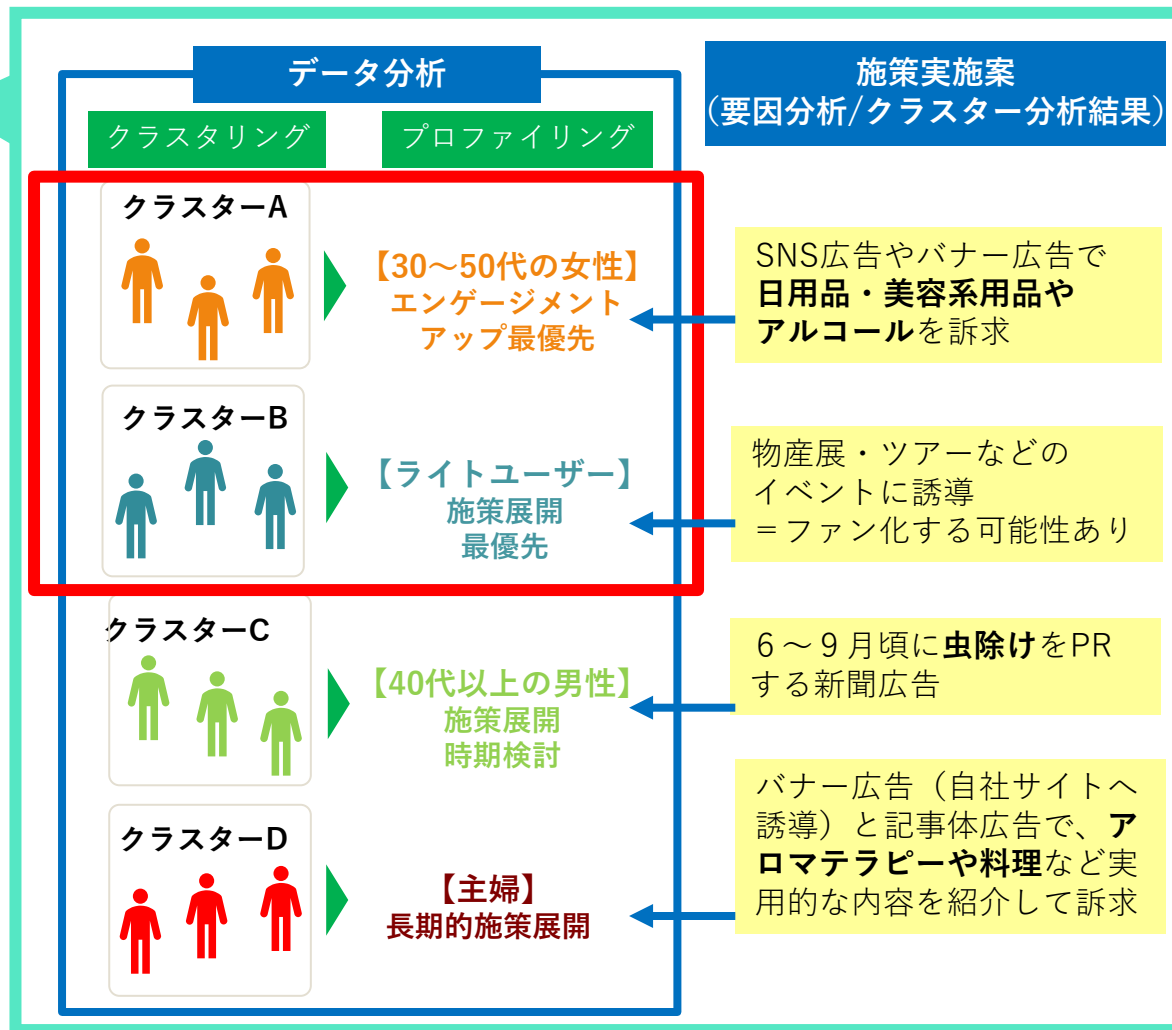 データ分析
施策実施案
(要因分析/クラスター分析結果)
クラスタリング
プロファイリング
クラスターA
【30～50代の女性】
エンゲージメント
アップ最優先
SNS広告やバナー広告で
日用品・美容系用品や
アルコールを訴求
クラスターB
【ライトユーザー】
施策展開
最優先
物産展・ツアーなどの
イベントに誘導
＝ファン化する可能性あり
クラスターC
【40代以上の男性】
施策展開
時期検討
６～９月頃に虫除けをPR
する新聞広告
クラスターD
【主婦】
長期的施策展開
バナー広告（自社サイトへ
誘導）と記事体広告で、ア
ロマテラピーや料理など実
用的な内容を紹介して訴求